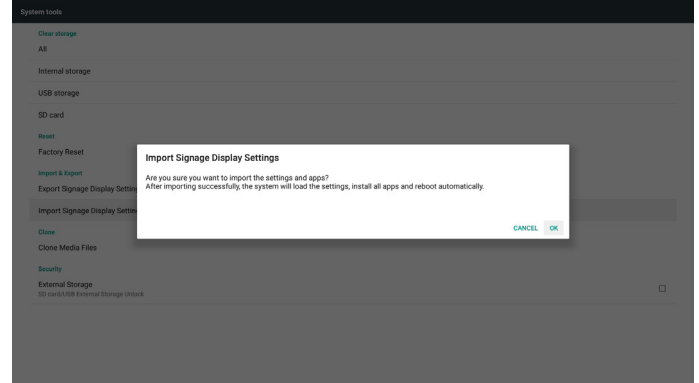 System tools
Clear storage
All
Internal storage
USB storage
SD card
Reset
Factory Reset
Import & Export
Export Signage Display Settin
Import Signage Display Settin
Clone
Clone Media Files
Security
External Storage
SD card/USB External Storage Unlock
Import Signage Display Settings
Are you sure you want to import the settings and apps?
After importing successfully, the system will load the settings, install all apps and reboot automatically.
CANCEL OK